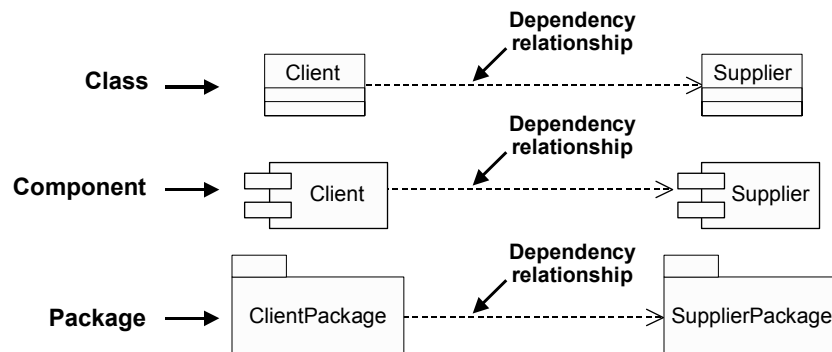 Dependency
relationship
Class
Client
Supplier
Dependency
relationship
Component
Client
Supplier
Dependency
relationship
Package
ClientPackage
SupplierPackage